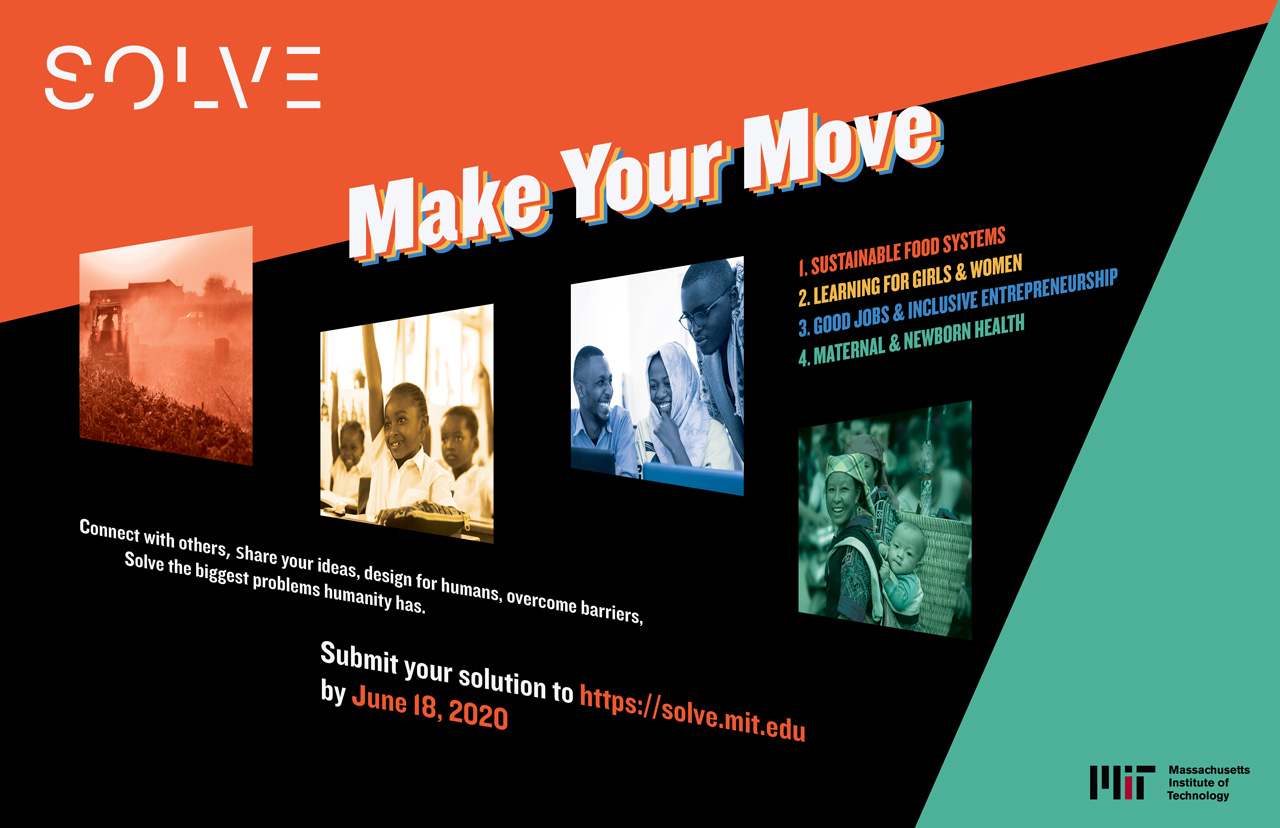 SOLVE
Make Your Move
1. SUSTAINABLE FOOD SYSTEMS
2. LEARNING FOR GIRLS & WOMEN
3. GOOD JOBS & INCLUSIVE ENTREPRENEURSHIP
4. MATERNAL & NEWBORN HEALTH
Connect with others, share your ideas, design for humans, overcome barriers,
Solve the biggest problems humanity has.
Submit your solution to https://solve.mit.edu
by June 18, 2020
MIT
Massachusetts
Institute of
Technology